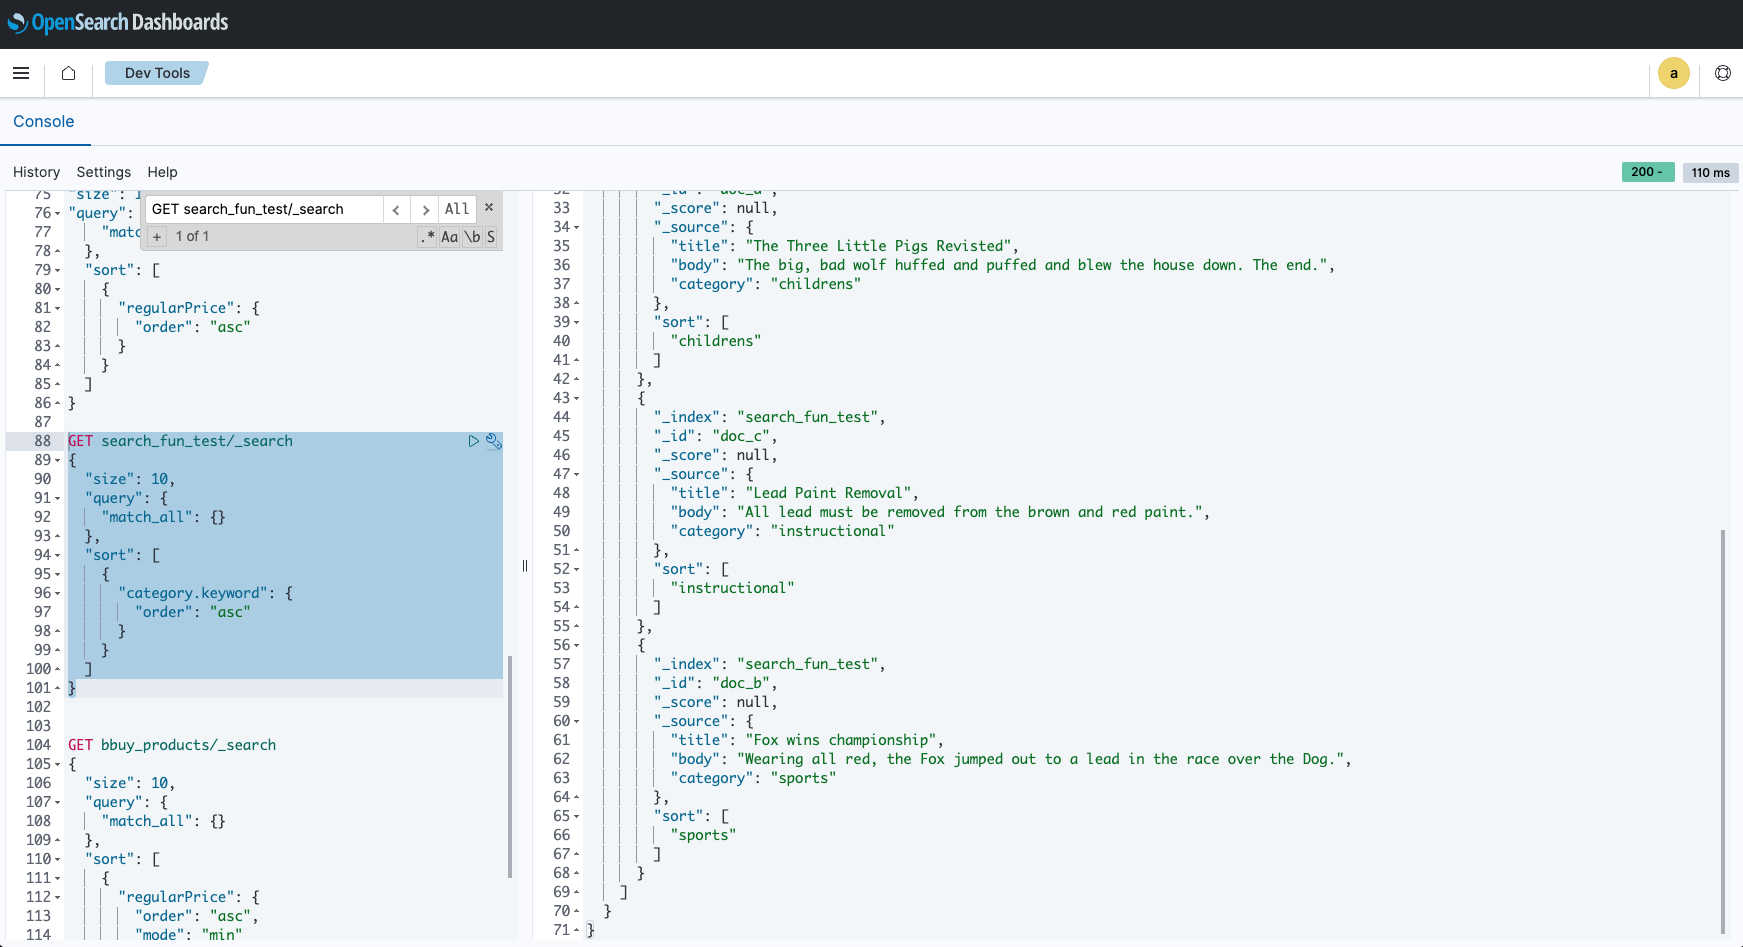 OpenSearch Dashboards
Dev Tools
a
Console
History Settings Help
200 -
110 ms
GET search_fun_test/_search
All
+ 1 of 1
.* Aa \b S
75 "size":
76 "query":
77 "matc
78 },
79 "sort": [
80 {
81 "regularPrice": {
82 "order": "asc"
83 }
84 }
85 ]
86 }
87
88 GET search_fun_test/_search
89 {
90 "size": 10,
91 "query": {
92 "match_all": {}
93 },
94 "sort": [
95 {
96 "category.keyword": {
97 "order": "asc"
98 }
99 }
100 ]
101 }
102
103
104 GET bbuy_products/_search
105 {
106 "size": 10,
107 "query": {
108 "match_all": {}
109 },
110 "sort": [
111 {
112 "regularPrice": {
113 "order": "asc",
114 "mode": "min"
32 "_id": "doc_a",
33 "_score": null,
34 "_source": {
35 "title": "The Three Little Pigs Revisted",
36 "body": "The big, bad wolf huffed and puffed and blew the house down. The end.",
37 "category": "childrens"
38 },
39 "sort": [
40 "childrens"
41 ]
42 },
43 {
44 "_index": "search_fun_test",
45 "_id": "doc_c",
46 "_score": null,
47 "_source": {
48 "title": "Lead Paint Removal",
49 "body": "All lead must be removed from the brown and red paint.",
50 "category": "instructional"
51 },
52 "sort": [
53 "instructional"
54 ]
55 },
56 {
57 "_index": "search_fun_test",
58 "_id": "doc_b",
59 "_score": null,
60 "_source": {
61 "title": "Fox wins championship",
62 "body": "Wearing all red, the Fox jumped out to a lead in the race over the Dog.",
63 "category": "sports"
64 },
65 "sort": [
66 "sports"
67 ]
68 }
69 ]
70 }
71 }